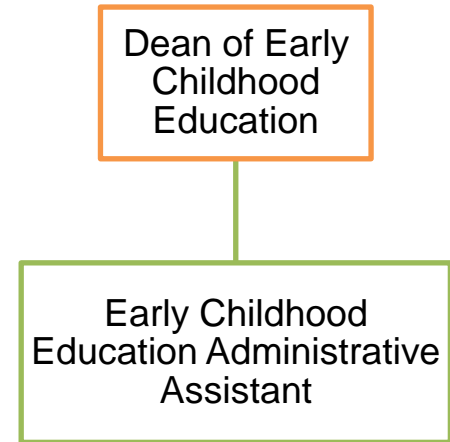 Dean of Early
Childhood
Education
Early Childhood
Education Administrative
Assistant